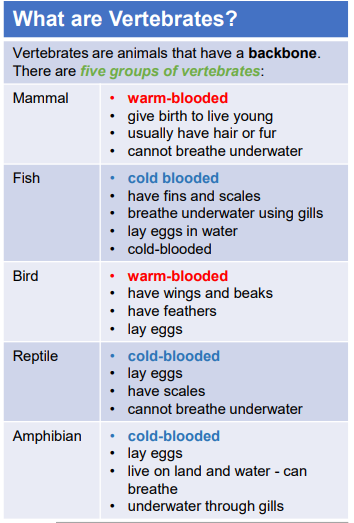 What are Vertebrates?
Vertebrates are animals that have a backbone.
There are five groups of vertebrates:
Mammal
• warm-blooded
• give birth to live young
• usually have hair or fur
• cannot breathe underwater
Fish
• cold blooded
• have fins and scales
• breathe underwater using gills
• lay eggs in water
• cold-blooded
Bird
• warm-blooded
• have wings and beaks
• have feathers
• lay eggs
Reptile
• cold-blooded
• lay eggs
• have scales
• cannot breathe underwater
Amphibian
• cold-blooded
• lay eggs
• live on land and water - can
breathe
• underwater through gills